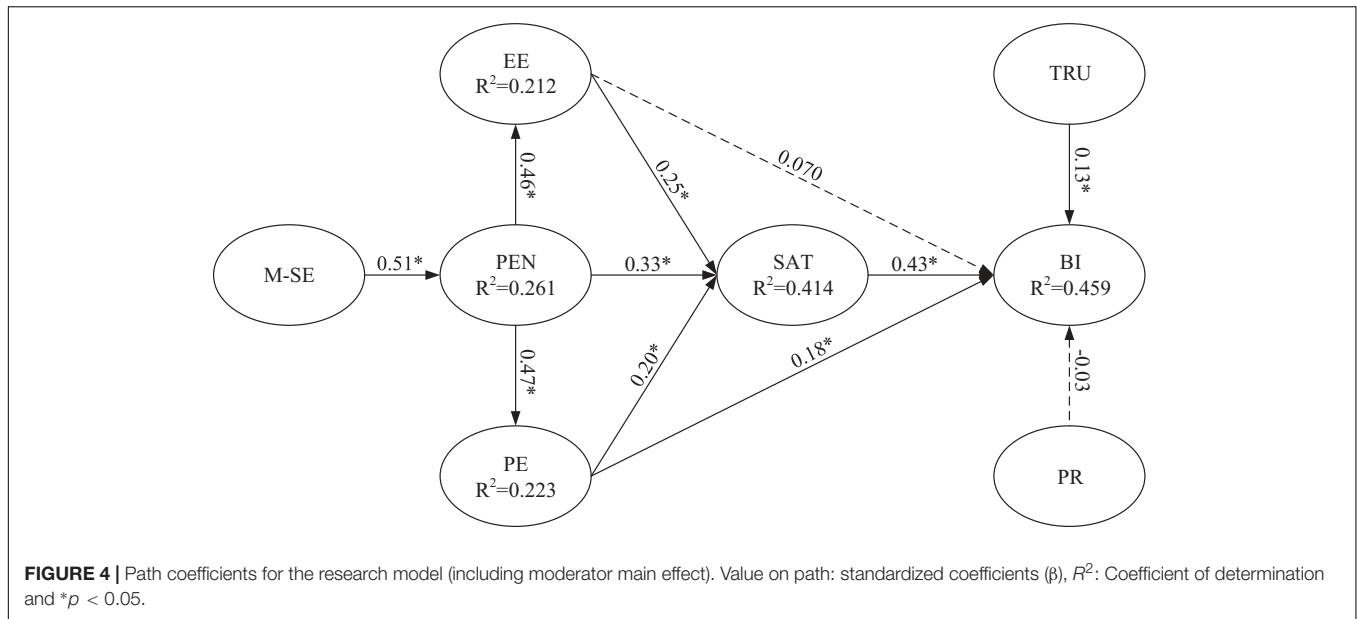 EE
R²=0.212
TRU
0.070
0.46*
0.25*
0.13*
M-SE
0.51*
PEN
R²=0.261
0.33*
SAT
R²=0.414
0.43*
BI
R²=0.459
0.47*
0.20*
0.18*
-0.03
PE
R²=0.223
PR
FIGURE 4 | Path coefficients for the research model (including moderator main effect). Value on path: standardized coefficients (β), R²: Coefficient of determination
and *p < 0.05.